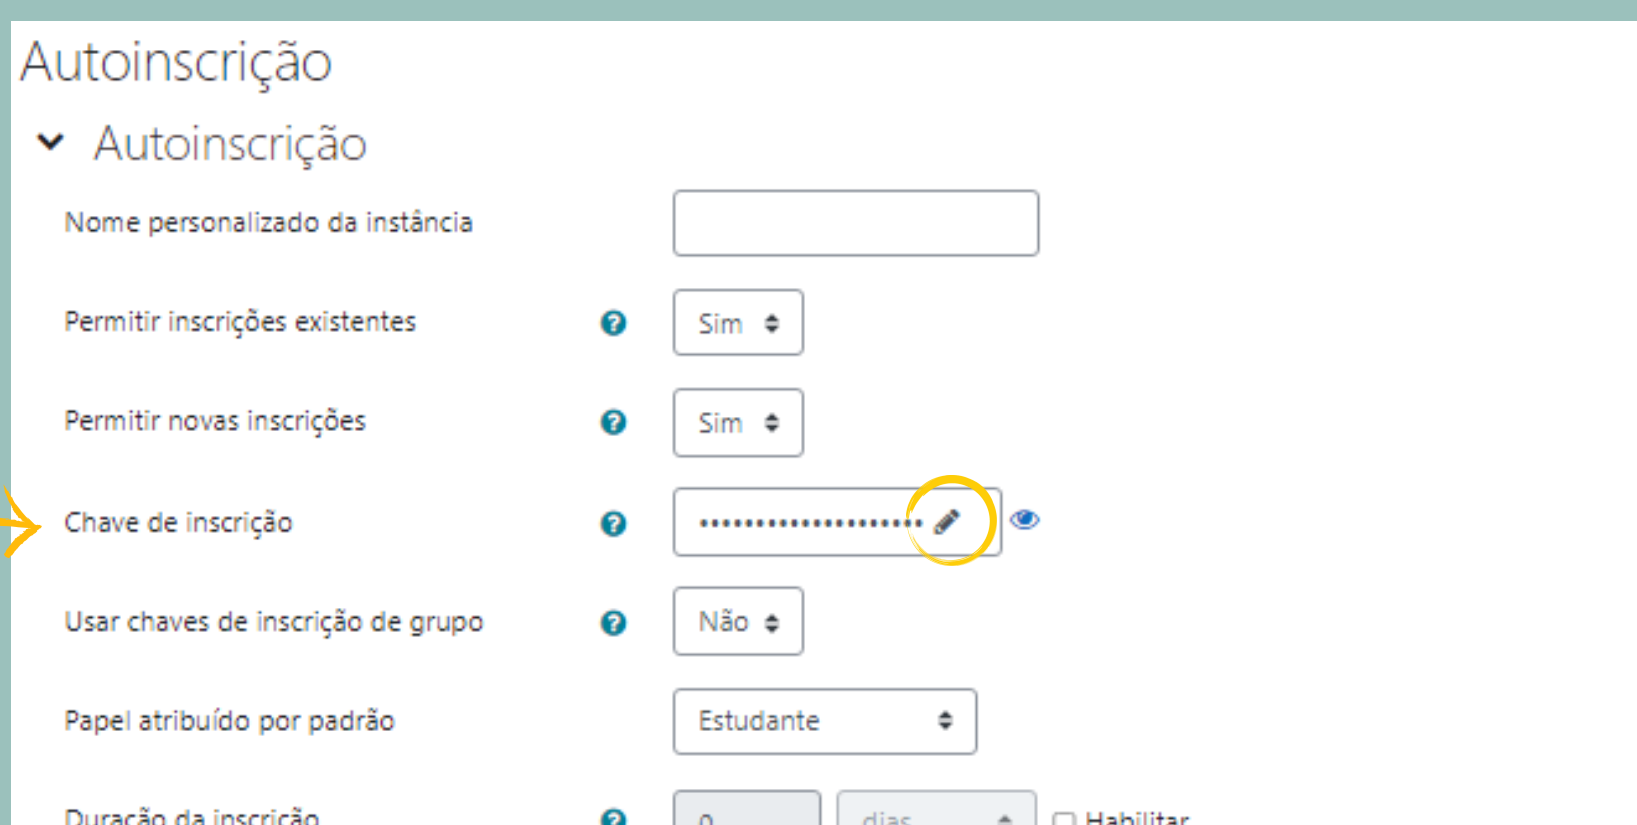 Autoinscrição
Autoinscrição
Nome personalizado da instância
Permitir inscrições existentes ? Sim
Permitir novas inscrições ? Sim
Chave de inscrição ? ••••••••••••••••••••
Usar chaves de inscrição de grupo ? Não
Papel atribuído por padrão Estudante
Duração da inscrição ? 0 dias Habilitar